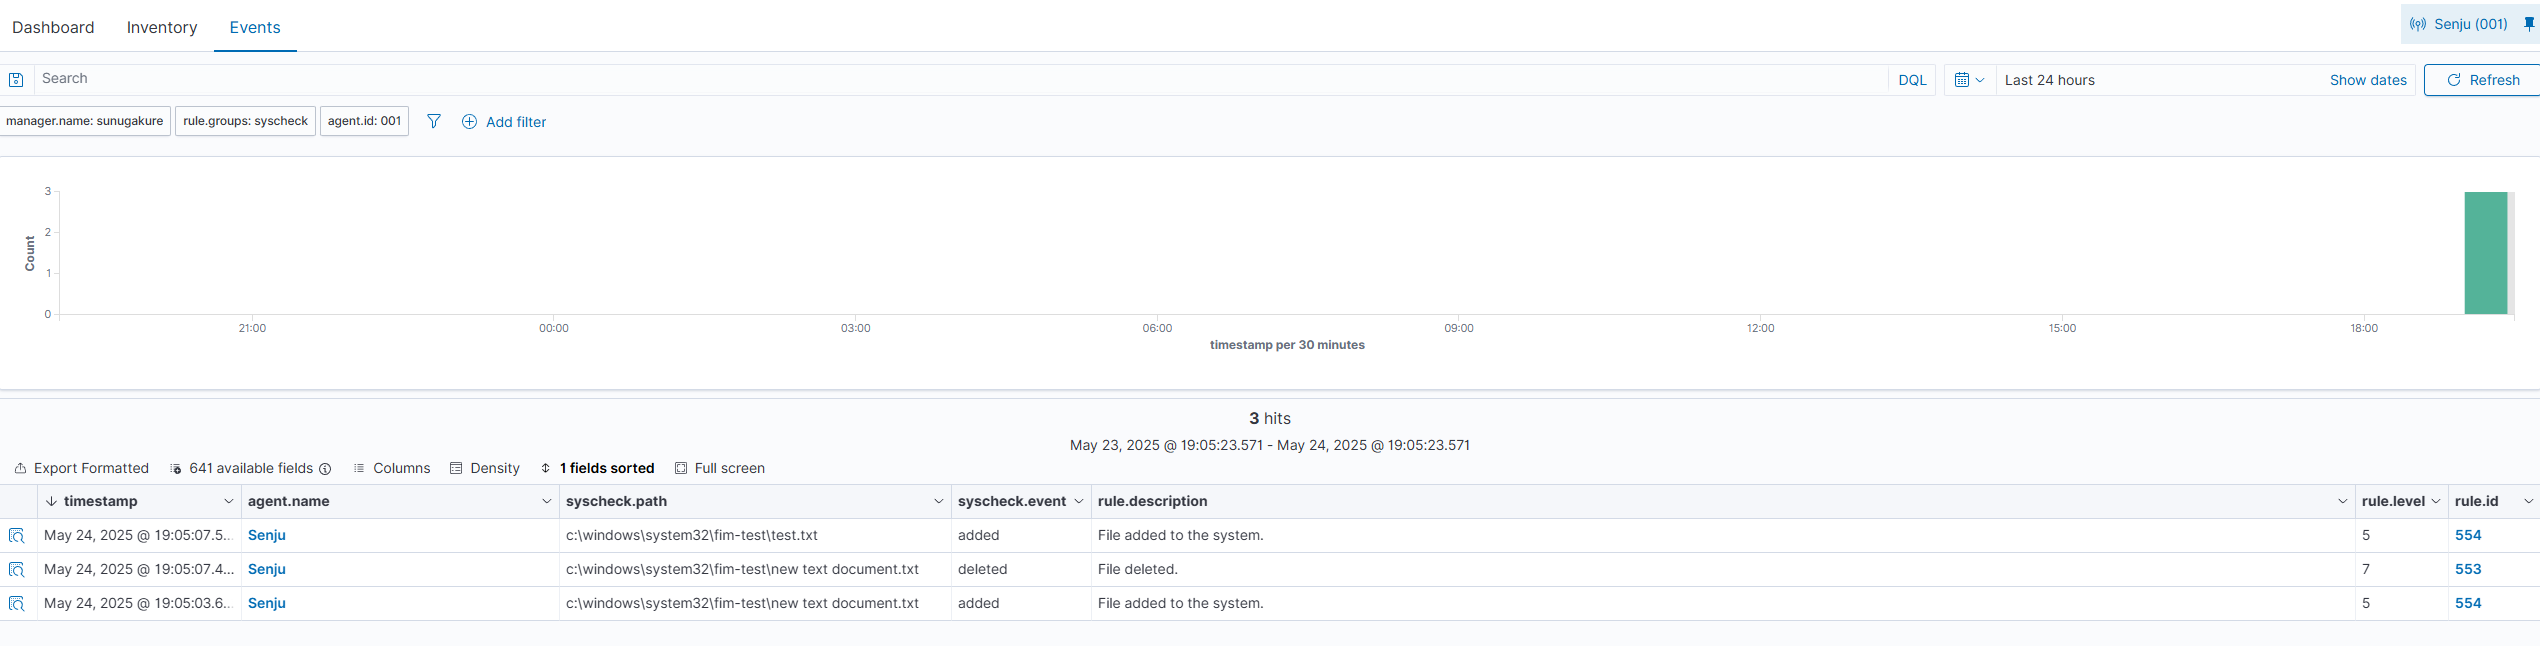 Dashboard Inventory Events Senju (001)
Search DQL Last 24 hours Show dates Refresh
manager.name: sunugakure rule.groups: syscheck agent.id: 001 Add filter
3
2
1
0
Count
21:00 00:00 03:00 06:00 09:00 12:00 15:00 18:00
timestamp per 30 minutes
3 hits
May 23, 2025 @ 19:05:23.571 - May 24, 2025 @ 19:05:23.571
Export Formatted 641 available fields Columns Density 1 fields sorted Full screen
timestamp agent.name syscheck.path syscheck.event rule.description rule.level rule.id
May 24, 2025 @ 19:05:07.5... Senju c:\windows\system32\fim-test\test.txt added File added to the system. 5 554
May 24, 2025 @ 19:05:07.4... Senju c:\windows\system32\fim-test\new text document.txt deleted File deleted. 7 553
May 24, 2025 @ 19:05:03.6... Senju c:\windows\system32\fim-test\new text document.txt added File added to the system. 5 554